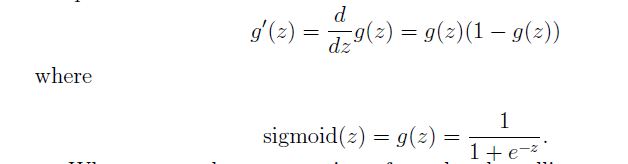 g′(z) = d/dz g(z) = g(z)(1 − g(z))
where
sigmoid(z) = g(z) = 1/(1 + e^{−z}).